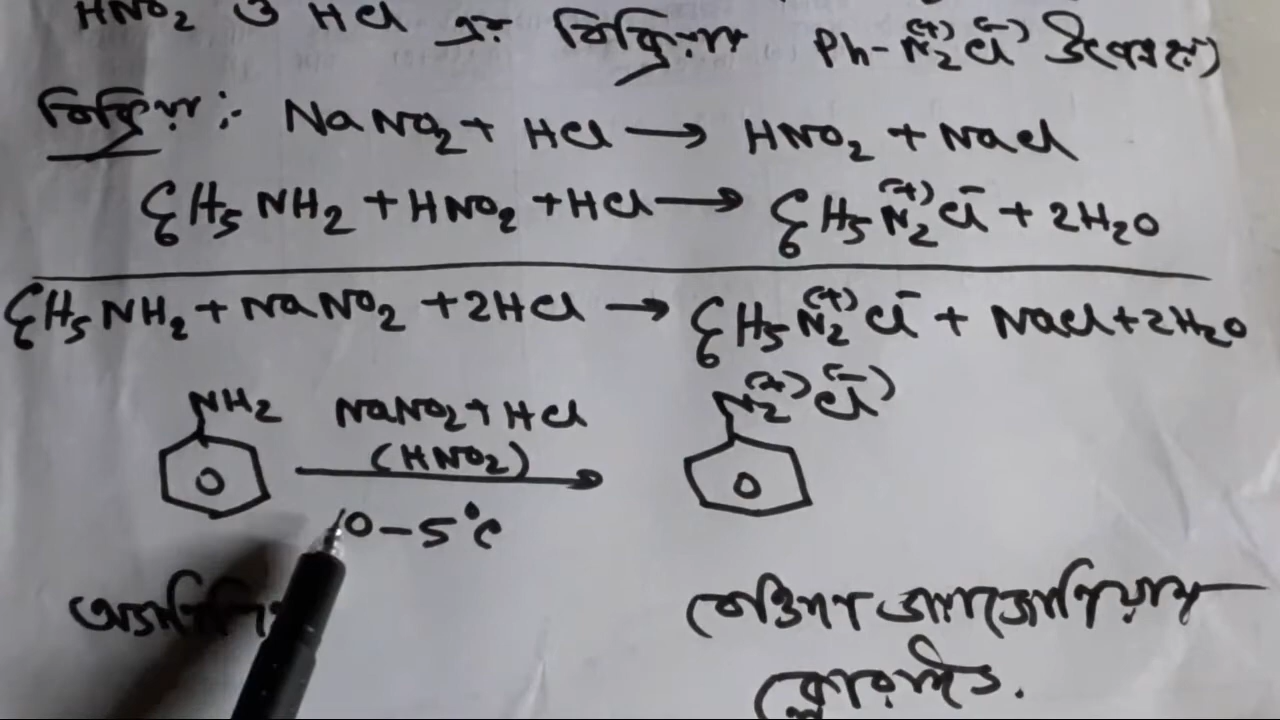 HNO₂ ও HCl এর বিক্রিয়ায় Ph-N₂⁽⁺⁾Cl⁽⁻⁾ উৎপন্ন হয়)
বিক্রিয়া:- NaNO₂ + HCl → HNO₂ + NaCl
C₆H₅NH₂ + HNO₂ + HCl → C₆H₅N₂⁽⁺⁾Cl⁻ + 2H₂O
C₆H₅NH₂ + NaNO₂ + 2HCl → C₆H₅N₂⁽⁺⁾Cl⁻ + NaCl + 2H₂O
NH₂ NaNO₂ + HCl N₂⁽⁺⁾Cl⁽⁻⁾
(HNO₂)
0-5°C
বেঞ্জিন ডায়াজোনিয়াম
ক্লোরাইড.